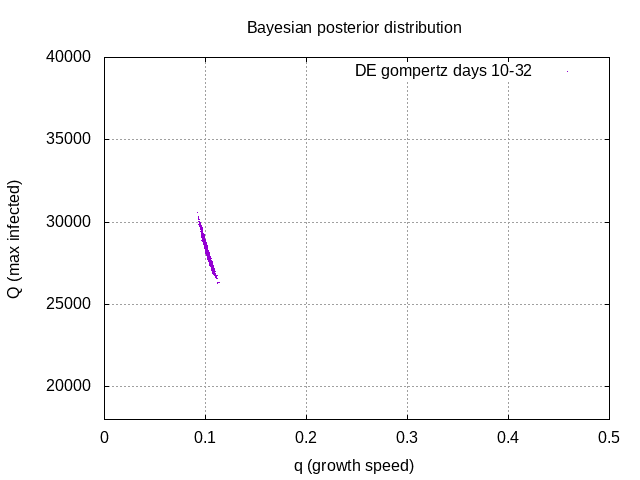 Bayesian posterior distribution
40000
DE gompertz days 10-32
35000
30000
Q (max infected)
25000
20000
0 0.1 0.2 0.3 0.4 0.5
q (growth speed)